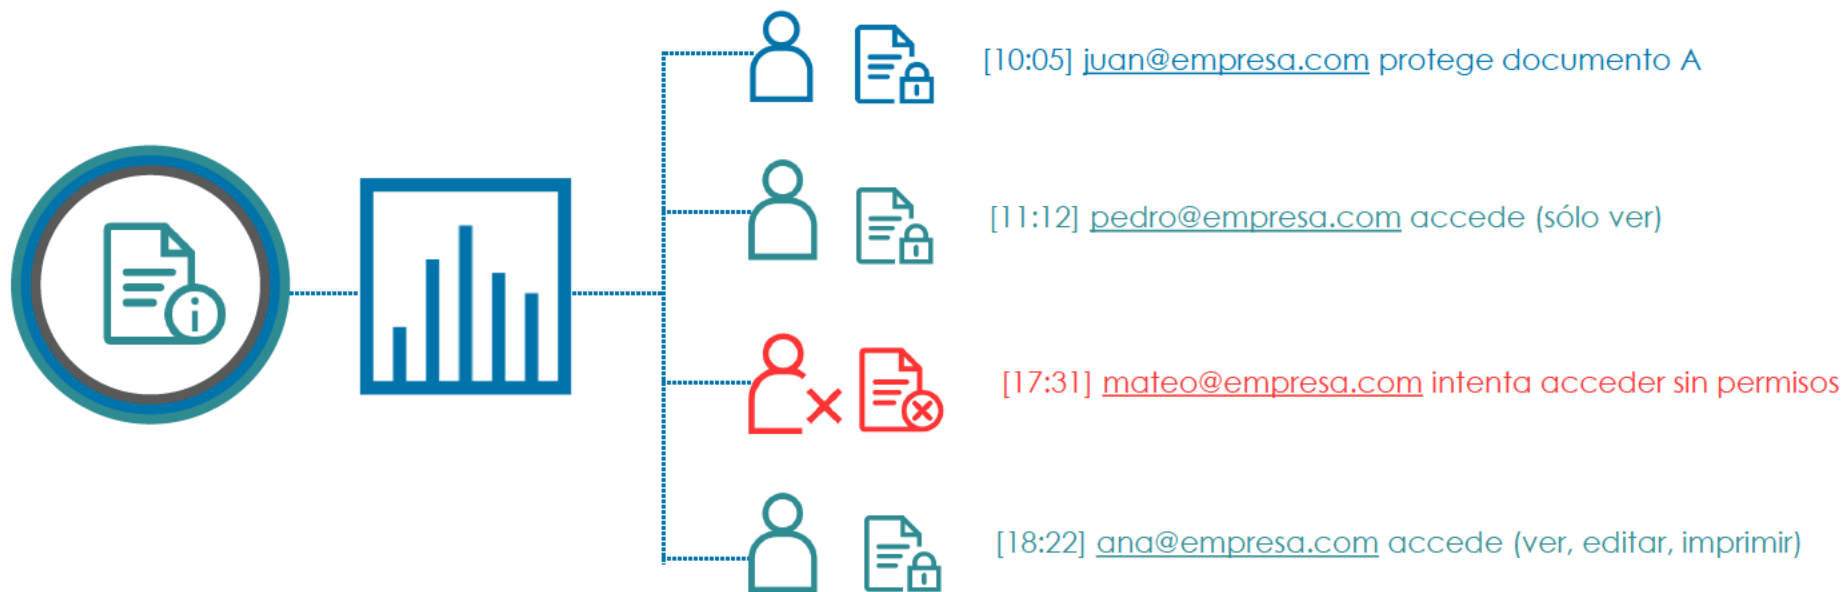 [10:05] juan@empresa.com protege documento A
[11:12] pedro@empresa.com accede (sólo ver)
[17:31] mateo@empresa.com intenta acceder sin permisos
[18:22] ana@empresa.com accede (ver, editar, imprimir)